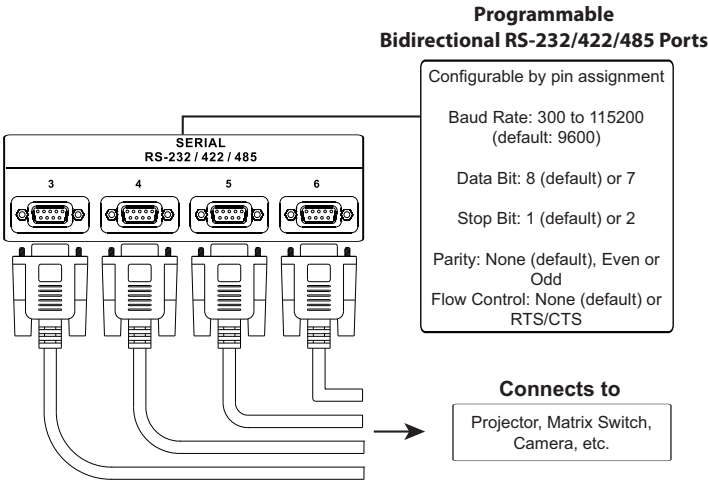 Programmable
Bidirectional RS-232/422/485 Ports
Configurable by pin assignment
Baud Rate: 300 to 115200
(default: 9600)
Data Bit: 8 (default) or 7
Stop Bit: 1 (default) or 2
Parity: None (default), Even or
Odd
Flow Control: None (default) or
RTS/CTS
SERIAL
RS-232 / 422 / 485
3 4 5 6
Connects to
Projector, Matrix Switch,
Camera, etc.